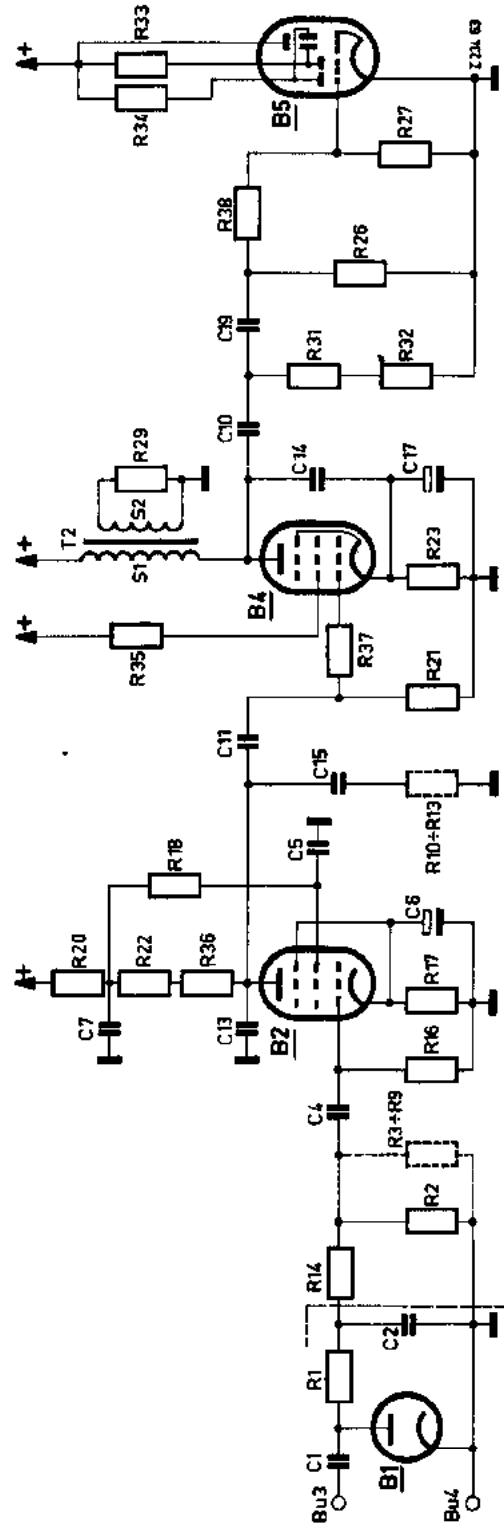 Bu3
Bu4
C1
B1
R1
C2
R14
R2
R3÷R9
C4
R16
R17
C6
B2
C13
C7
R20
R22
R36
R18
C5
C15
R10÷R13
C11
R21
R37
R35
B4
R23
C17
C14
S1
T2
S2
R29
C10
R31
R32
C19
R26
R38
R27
B5
R34
R33
+
+
+
+
Z 234 63